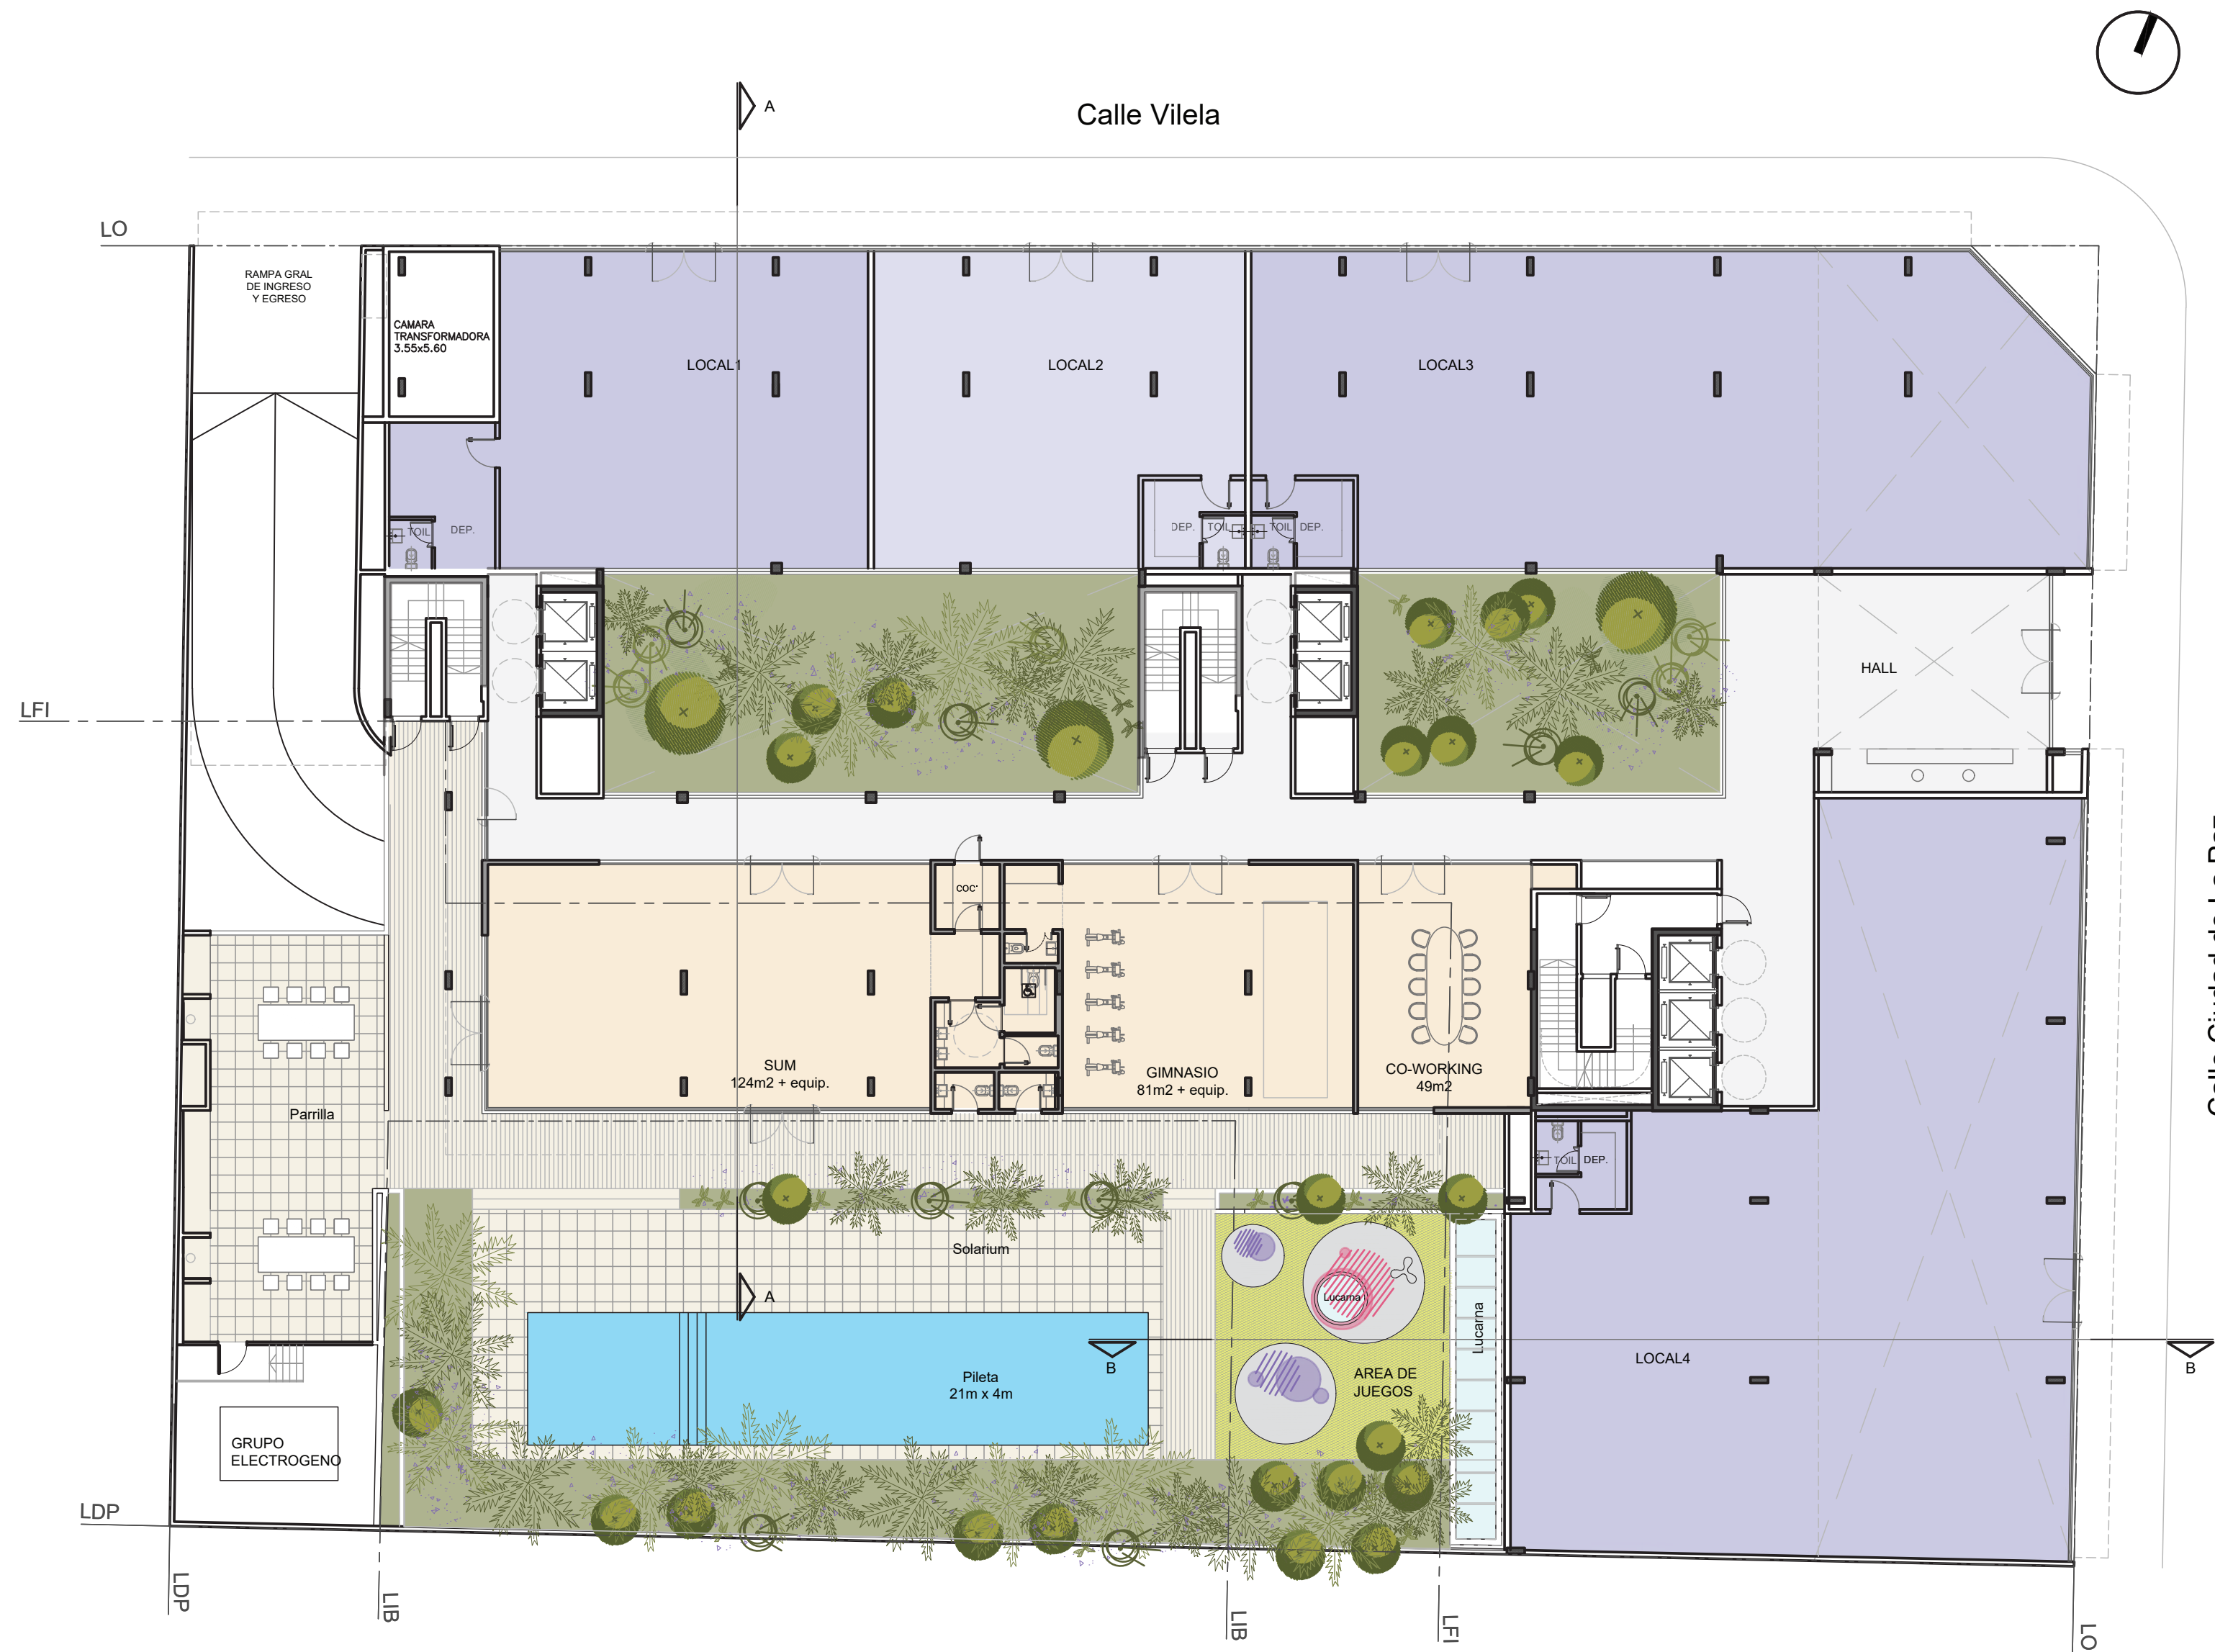 A
Calle Vilela
LO
RAMPA GRAL
DE INGRESO
Y EGRESO
CAMARA
TRANSFORMADORA
3.55x5.60
LOCAL1
LOCAL2
LOCAL3
TOIL
DEP.
DEP.
TOIL
TOIL
DEP.
HALL
LFI
COC.
SUM
124m2 + equip.
GIMNASIO
81m2 + equip.
CO-WORKING
49m2
Parrilla
TOIL
DEP.
Solarium
A
Lucarna
Lucarna
B
Pileta
21m x 4m
AREA DE
JUEGOS
LOCAL4
B
GRUPO
ELECTROGENO
LDP
LDP
LIB
LIB
LFI
LO